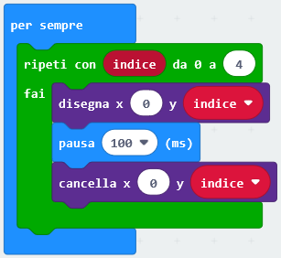 per sempre
ripeti con indice da 0 a 4
fai
disegna x 0 y indice
pausa 100 (ms)
cancella x 0 y indice